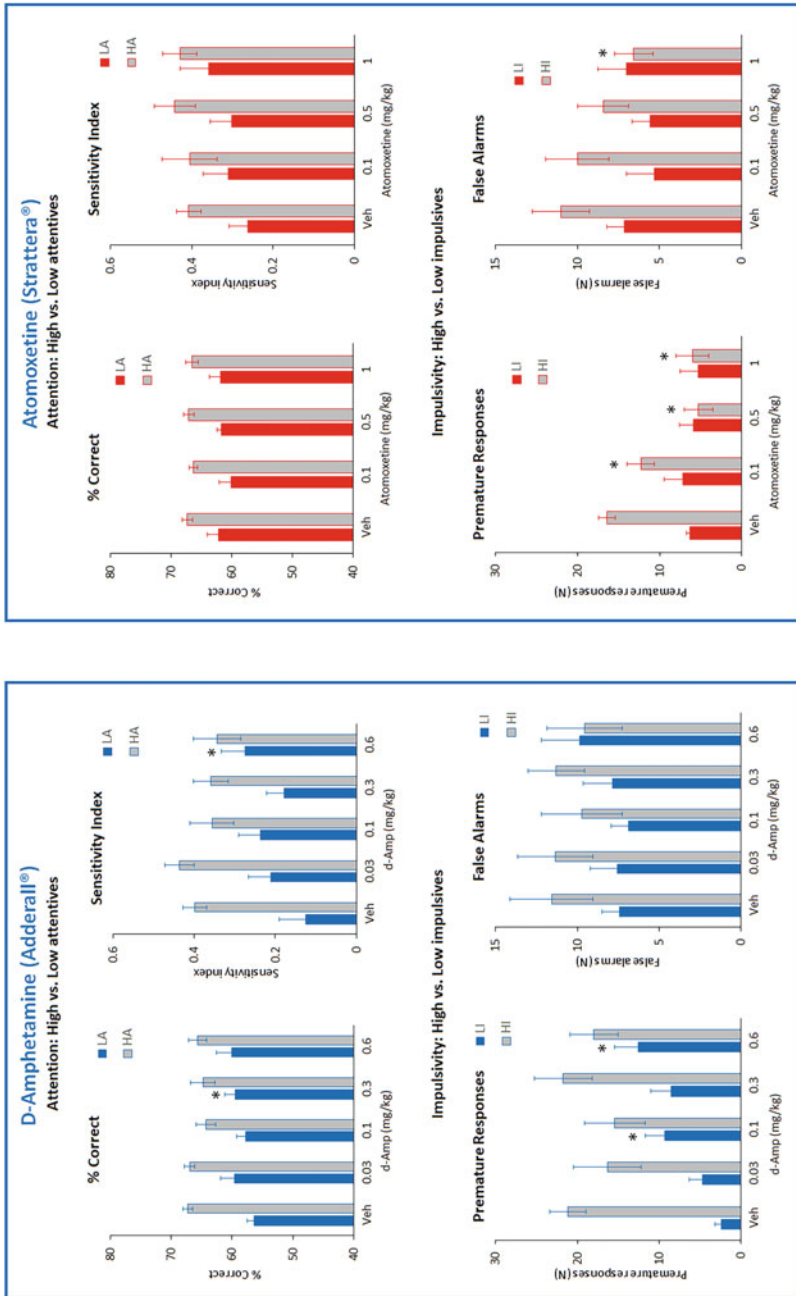 D-Amphetamine (Adderall®)
Attention: High vs. Low attentives
% Correct
LA
HA
% Correct
80
70
60
50
40
Veh
0.03
0.1
0.3
0.6
*
d-Amp (mg/kg)
Sensitivity Index
LA
HA
Sensitivity index
0.6
0.4
0.2
0
Veh
0.03
0.1
0.3
0.6
*
d-Amp (mg/kg)
Impulsivity: High vs. Low impulsives
Premature Responses
LI
HI
Premature responses (N)
30
20
10
0
Veh
0.03
0.1
0.3
0.6
*
*
d-Amp (mg/kg)
False Alarms
LI
HI
False alarms (N)
15
10
5
0
Veh
0.03
0.1
0.3
0.6
d-Amp (mg/kg)
Atomoxetine (Strattera®)
Attention: High vs. Low attentives
% Correct
LA
HA
% Correct
80
70
60
50
40
Veh
0.1
0.5
1
Atomoxetine (mg/kg)
Sensitivity Index
LA
HA
Sensitivity index
0.6
0.4
0.2
0
Veh
0.1
0.5
1
Atomoxetine (mg/kg)
Impulsivity: High vs. Low impulsives
Premature Responses
LI
HI
Premature responses (N)
30
20
10
0
Veh
0.1
0.5
1
*
*
*
Atomoxetine (mg/kg)
False Alarms
LI
HI
False alarms (N)
15
10
5
0
Veh
0.1
0.5
1
*
Atomoxetine (mg/kg)